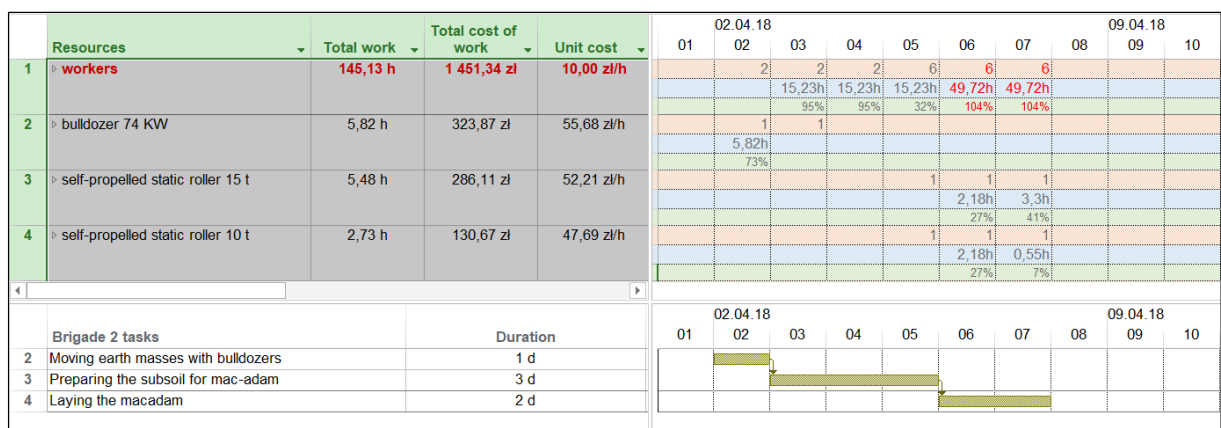 02.04.18 09.04.18
Resources Total work Total cost of work Unit cost 01 02 03 04 05 06 07 08 09 10
1 workers 145,13 h 1 451,34 zł 10,00 zł/h 2 2 2 6 6 6
15,23h 15,23h 15,23h 49,72h 49,72h
95% 95% 32% 104% 104%
2 bulldozer 74 KW 5,82 h 323,87 zł 55,68 zł/h 1 1
5,82h
73%
3 self-propelled static roller 15 t 5,48 h 286,11 zł 52,21 zł/h 1 1 1
2,18h 3,3h
27% 41%
4 self-propelled static roller 10 t 2,73 h 130,67 zł 47,69 zł/h 1 1 1
2,18h 0,55h
27% 7%
02.04.18 09.04.18
Brigade 2 tasks Duration 01 02 03 04 05 06 07 08 09 10
2 Moving earth masses with bulldozers 1 d
3 Preparing the subsoil for mac-adam 3 d
4 Laying the macadam 2 d